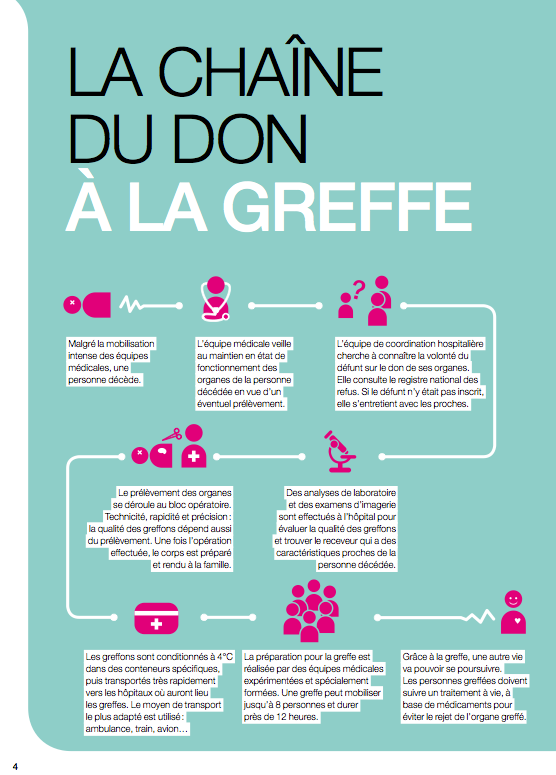 LA CHAÎNE
DU DON
À LA GREFFE
?
Malgré la mobilisation
intense des équipes
médicales, une
personne décède.
L'équipe médicale veille
au maintien en état de
fonctionnement des
organes de la personne
décédée en vue d'un
éventuel prélèvement.
L'équipe de coordination hospitalière
cherche à connaître la volonté du
défunt sur le don de ses organes.
Elle consulte le registre national des
refus. Si le défunt n'y était pas inscrit,
elle s'entretient avec les proches.
Le prélèvement des organes
se déroule au bloc opératoire.
Technicité, rapidité et précision :
la qualité des greffons dépend aussi
du prélèvement. Une fois l'opération
effectuée, le corps est préparé
et rendu à la famille.
Des analyses de laboratoire
et des examens d'imagerie
sont effectués à l'hôpital pour
évaluer la qualité des greffons
et trouver le receveur qui a des
caractéristiques proches de la
personne décédée.
Les greffons sont conditionnés à 4°C
dans des conteneurs spécifiques,
puis transportés très rapidement
vers les hôpitaux où auront lieu
les greffes. Le moyen de transport
le plus adapté est utilisé :
ambulance, train, avion…
La préparation pour la greffe est
réalisée par des équipes médicales
expérimentées et spécialement
formées. Une greffe peut mobiliser
jusqu'à 8 personnes et durer
près de 12 heures.
Grâce à la greffe, une autre vie
va pouvoir se poursuivre.
Les personnes greffées doivent
suivre un traitement à vie, à
base de médicaments pour
éviter le rejet de l'organe greffé.
4